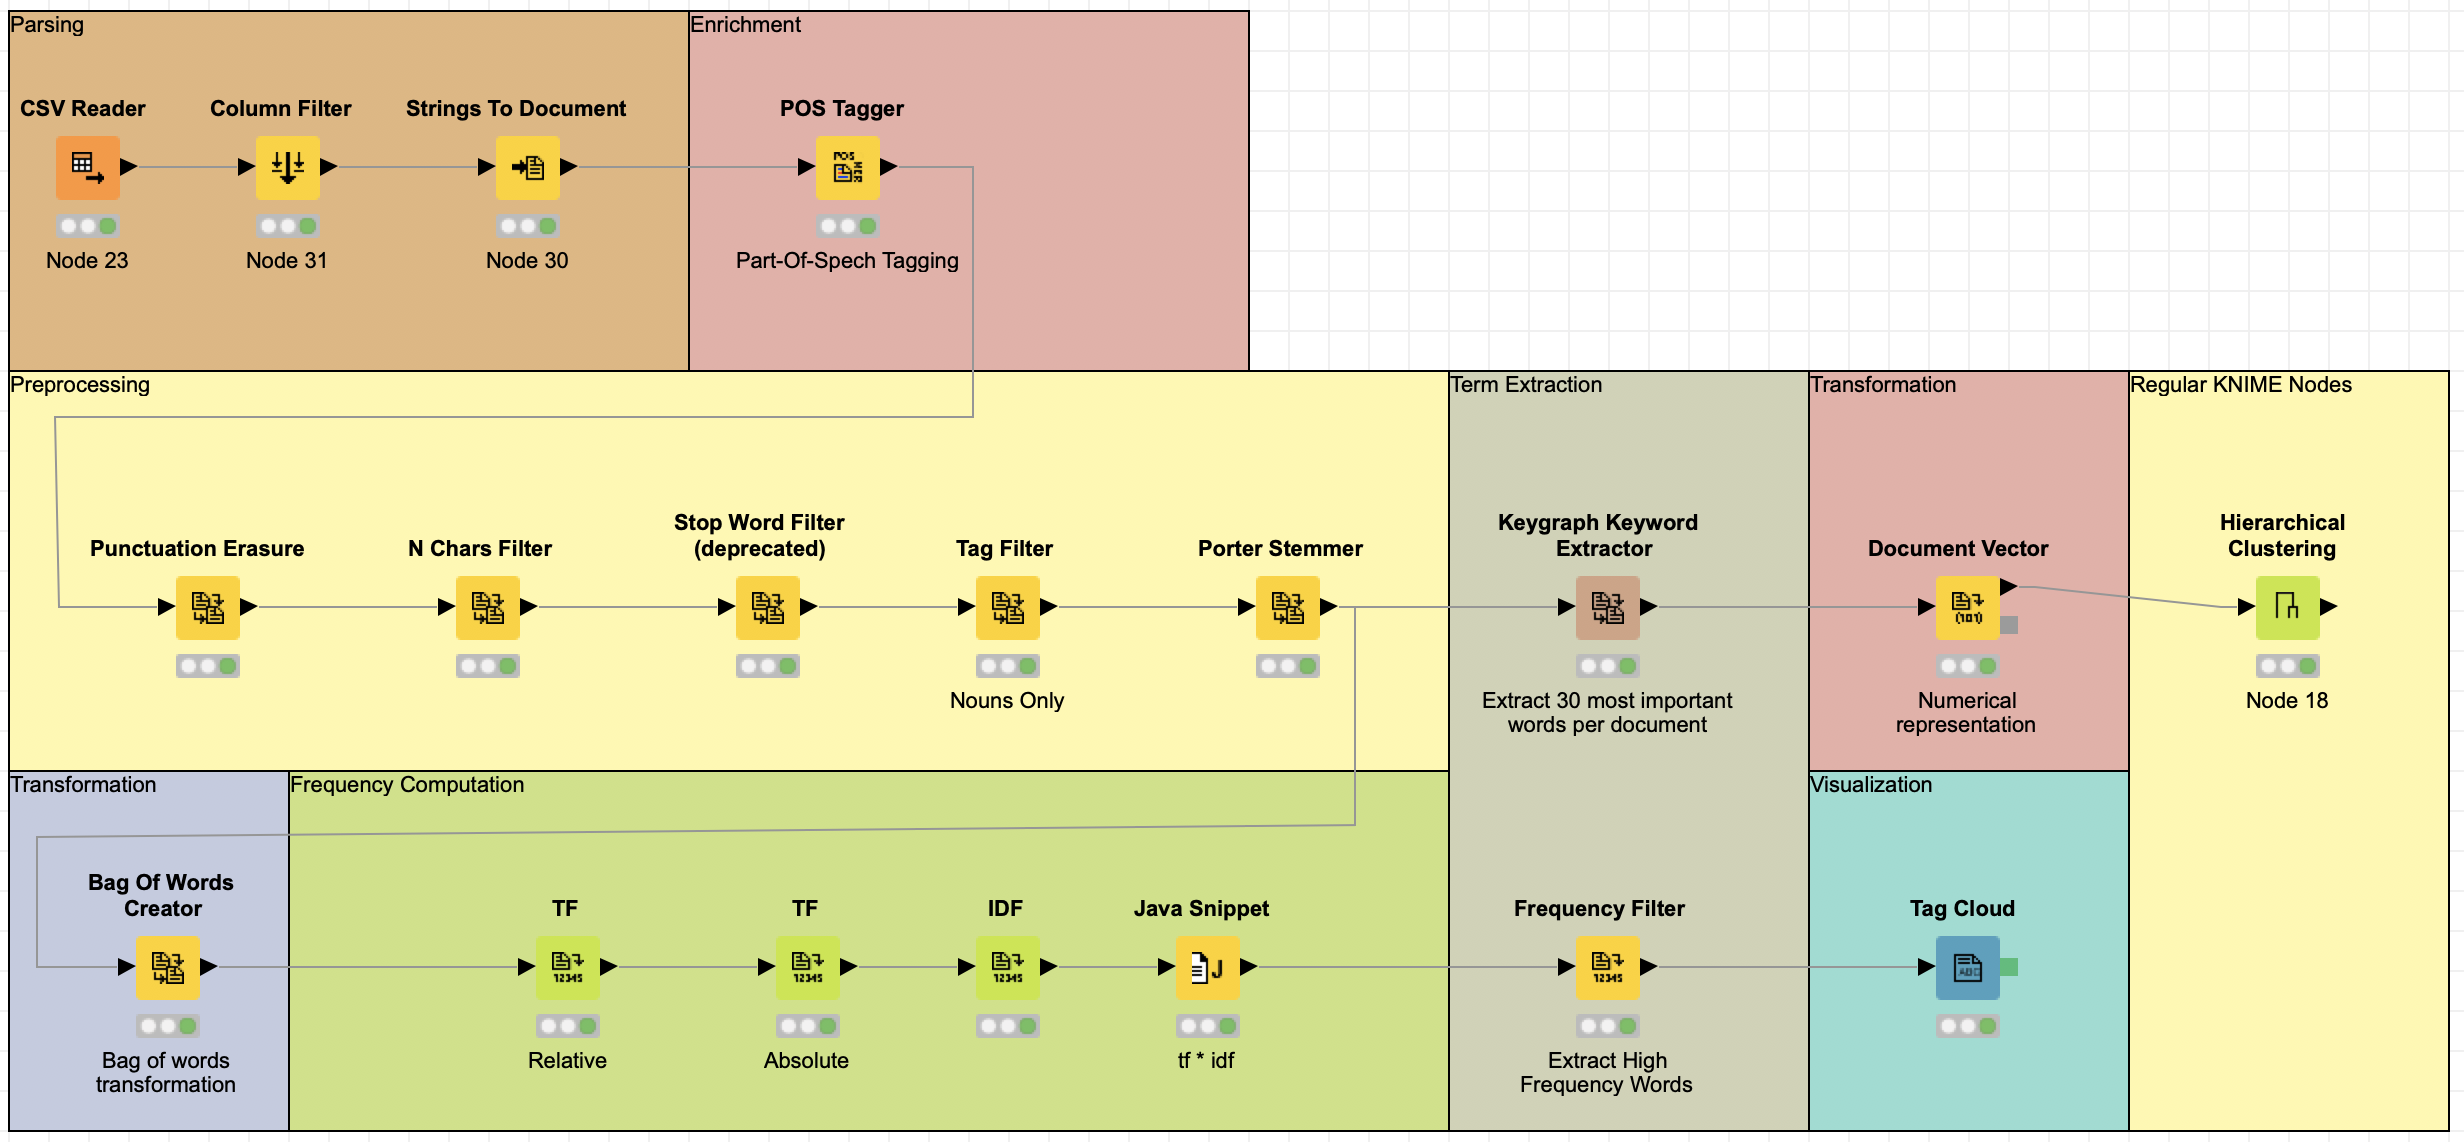 Parsing
Enrichment
CSV Reader
Column Filter
Strings To Document
POS Tagger
Node 23
Node 31
Node 30
Part-Of-Spech Tagging
Preprocessing
Term Extraction
Transformation
Regular KNIME Nodes
Punctuation Erasure
N Chars Filter
Stop Word Filter
(deprecated)
Tag Filter
Porter Stemmer
Keygraph Keyword
Extractor
Document Vector
Hierarchical
Clustering
Nouns Only
Extract 30 most important
words per document
Numerical
representation
Node 18
Transformation
Frequency Computation
Visualization
Bag Of Words
Creator
TF
TF
IDF
Java Snippet
Frequency Filter
Tag Cloud
Bag of words
transformation
Relative
Absolute
tf * idf
Extract High
Frequency Words